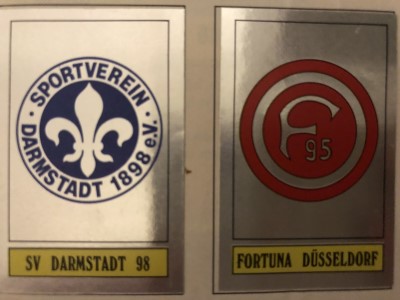 · SPORTVEREIN ·
DARMSTADT 1898 e.V.
SV DARMSTADT 98
F 95
FORTUNA DÜSSELDORF